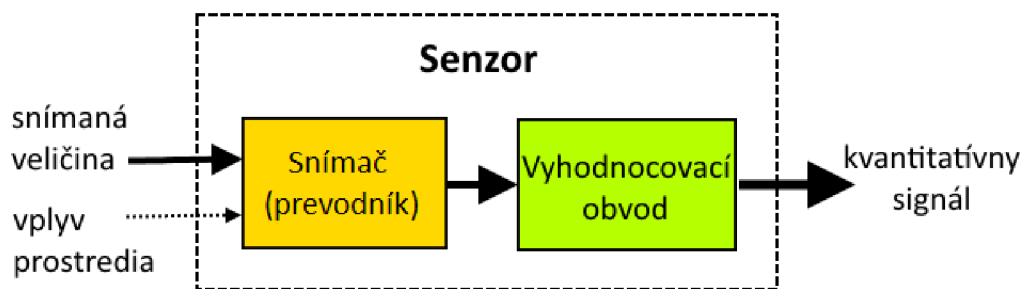 Senzor
snímaná
veličina
vplyv
prostredia
Snímač
(prevodník)
Vyhodnocovací
obvod
kvantitatívny
signál